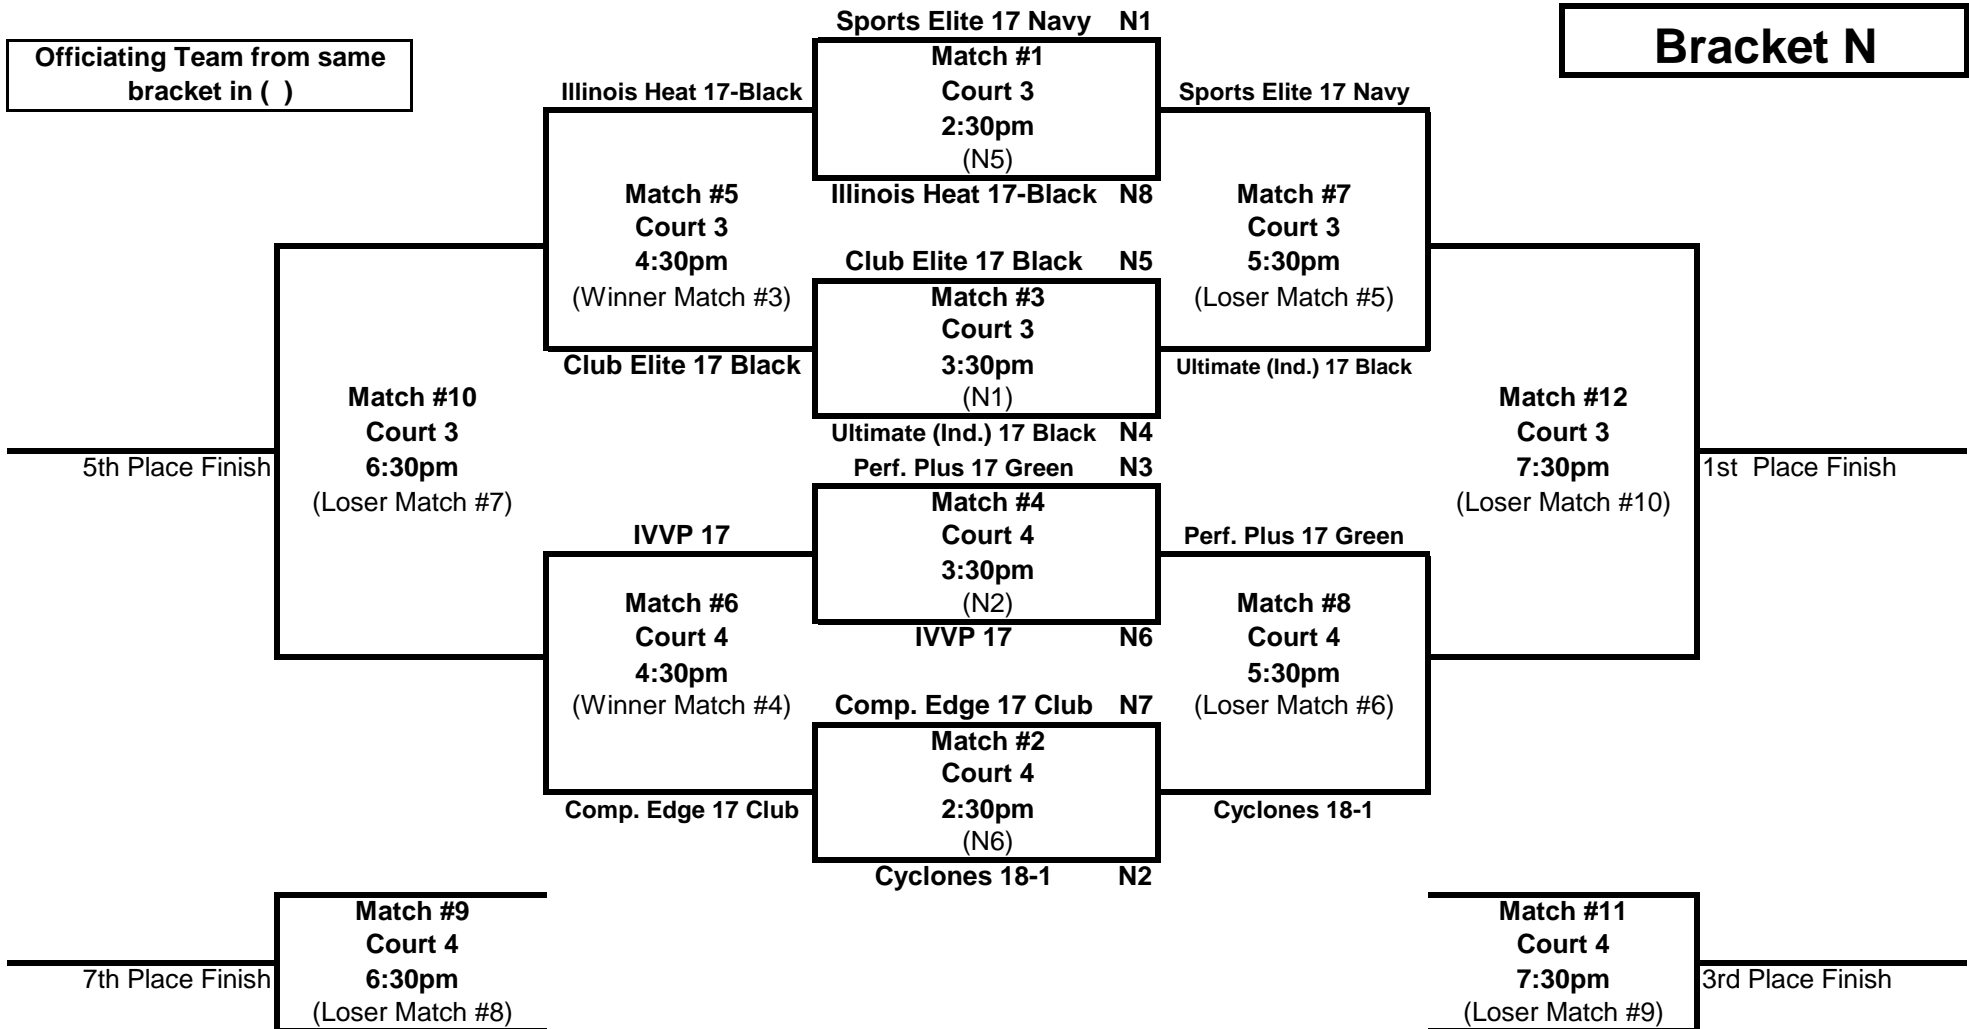 Sports Elite 17 Navy N1
Officiating Team from same
bracket in ( )
Bracket N
Match #1
Court 3
2:30pm
(N5)
Illinois Heat 17-Black
Sports Elite 17 Navy
Illinois Heat 17-Black N8
Match #5
Court 3
4:30pm
(Winner Match #3)
Match #7
Court 3
5:30pm
(Loser Match #5)
Club Elite 17 Black N5
Match #3
Court 3
3:30pm
(N1)
Club Elite 17 Black
Ultimate (Ind.) 17 Black
Ultimate (Ind.) 17 Black N4
Match #10
Court 3
6:30pm
(Loser Match #7)
5th Place Finish
Match #12
Court 3
7:30pm
(Loser Match #10)
1st Place Finish
Perf. Plus 17 Green N3
Match #4
Court 4
3:30pm
(N2)
IVVP 17
Perf. Plus 17 Green
IVVP 17 N6
Match #6
Court 4
4:30pm
(Winner Match #4)
Match #8
Court 4
5:30pm
(Loser Match #6)
Comp. Edge 17 Club N7
Match #2
Court 4
2:30pm
(N6)
Comp. Edge 17 Club
Cyclones 18-1
Cyclones 18-1 N2
Match #9
Court 4
6:30pm
(Loser Match #8)
7th Place Finish
Match #11
Court 4
7:30pm
(Loser Match #9)
3rd Place Finish